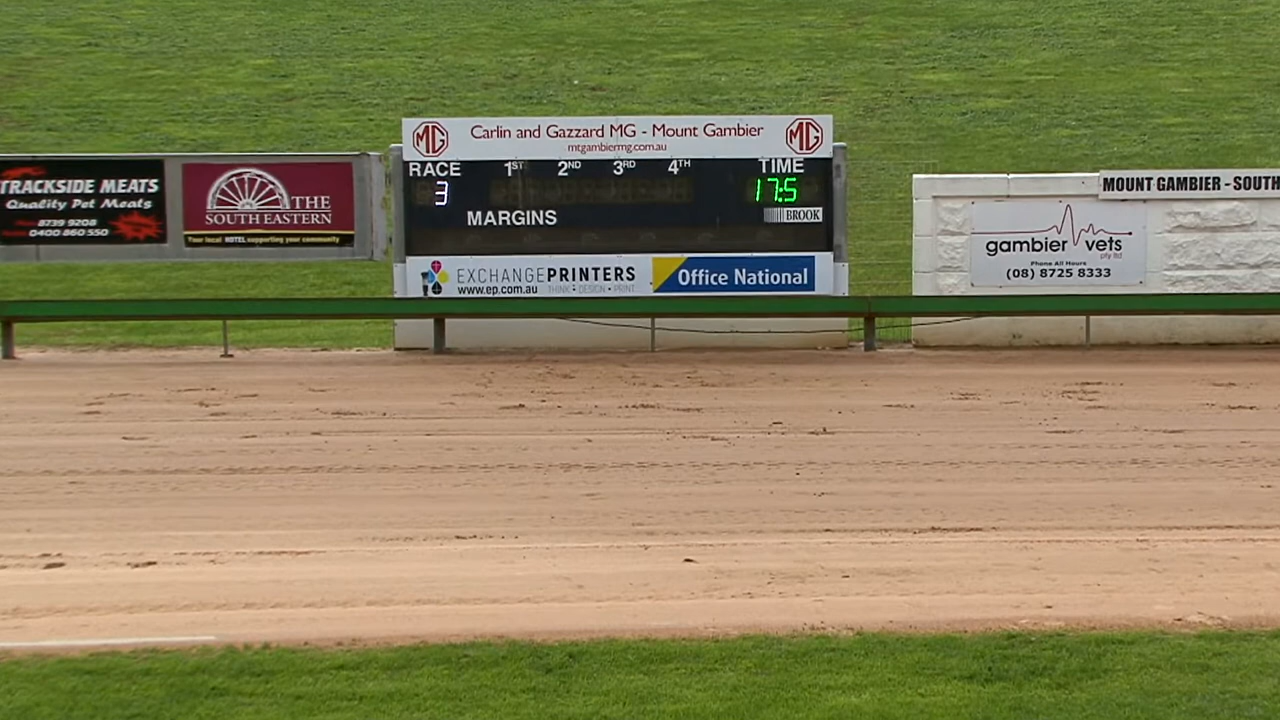 TRACKSIDE MEATS
Quality Pet Meats
8739 9208
0400 860 550
THE
SOUTH EASTERN
Your local HOTEL supporting your community
MG Carlin and Gazzard MG - Mount Gambier MG
mtgambiermg.com.au
RACE 1ST 2ND 3RD 4TH TIME
3 17:5
MARGINS BROOK
EXCHANGEPRINTERS
www.ep.com.au THINK · DESIGN · PRINT
Office National
MOUNT GAMBIER - SOUTH
gambier vets
pty ltd
Phone All Hours
(08) 8725 8333